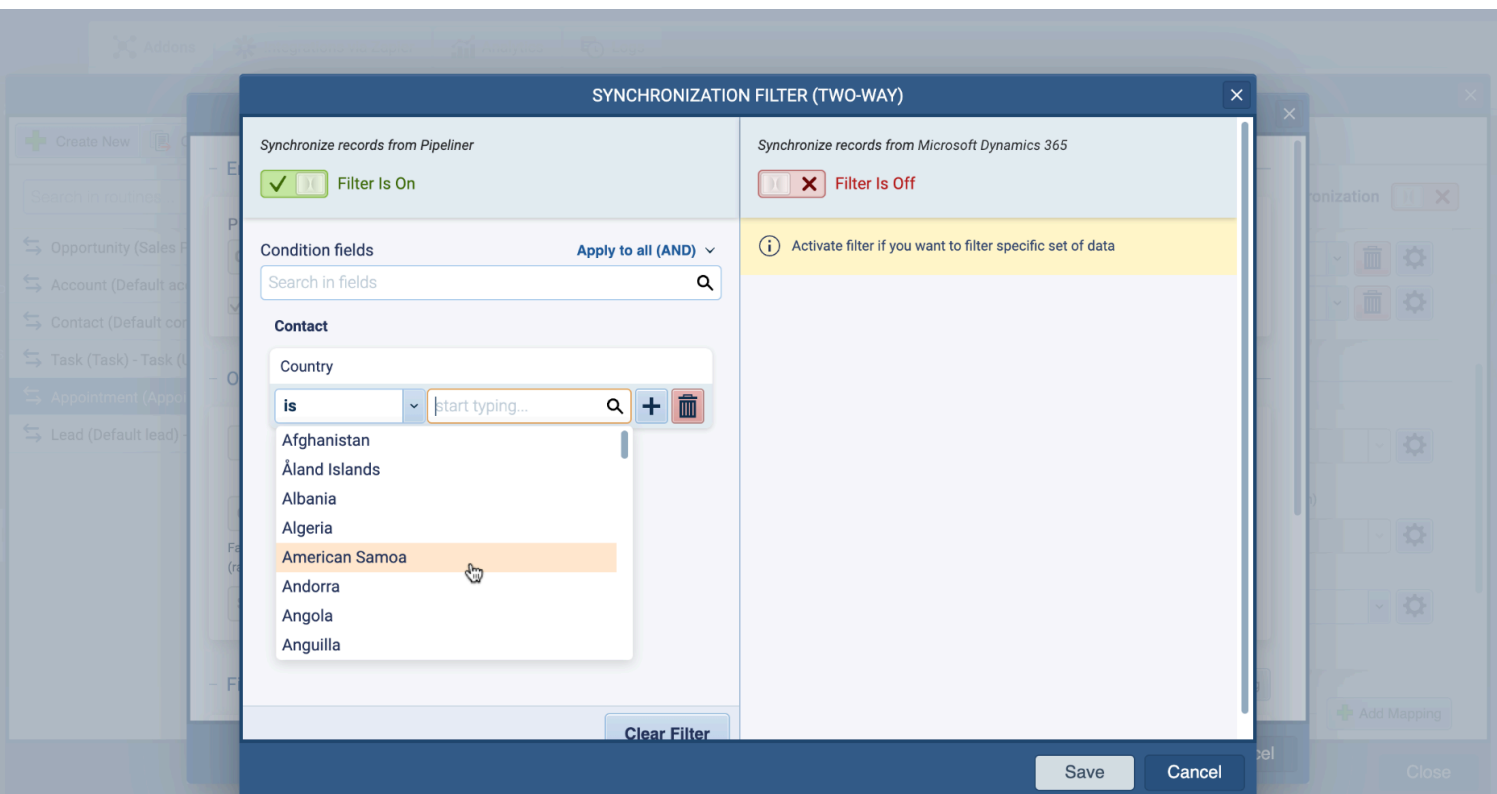 Addons
SYNCHRONIZATION FILTER (TWO-WAY)
Create New
Synchronize records from Pipeliner
Filter Is On
Synchronize records from Microsoft Dynamics 365
Filter Is Off
Opportunity (Sales
Account (Default
Contact (Default
Task (Task) - Task
Appointment
Lead (Default lead) -
Condition fields
Apply to all (AND)
Search in fields
Contact
Country
is
start typing...
Afghanistan
Åland Islands
Albania
Algeria
American Samoa
Andorra
Angola
Anguilla
Clear Filter
Activate filter if you want to filter specific set of data
Add Mapping
Save
Cancel
Close